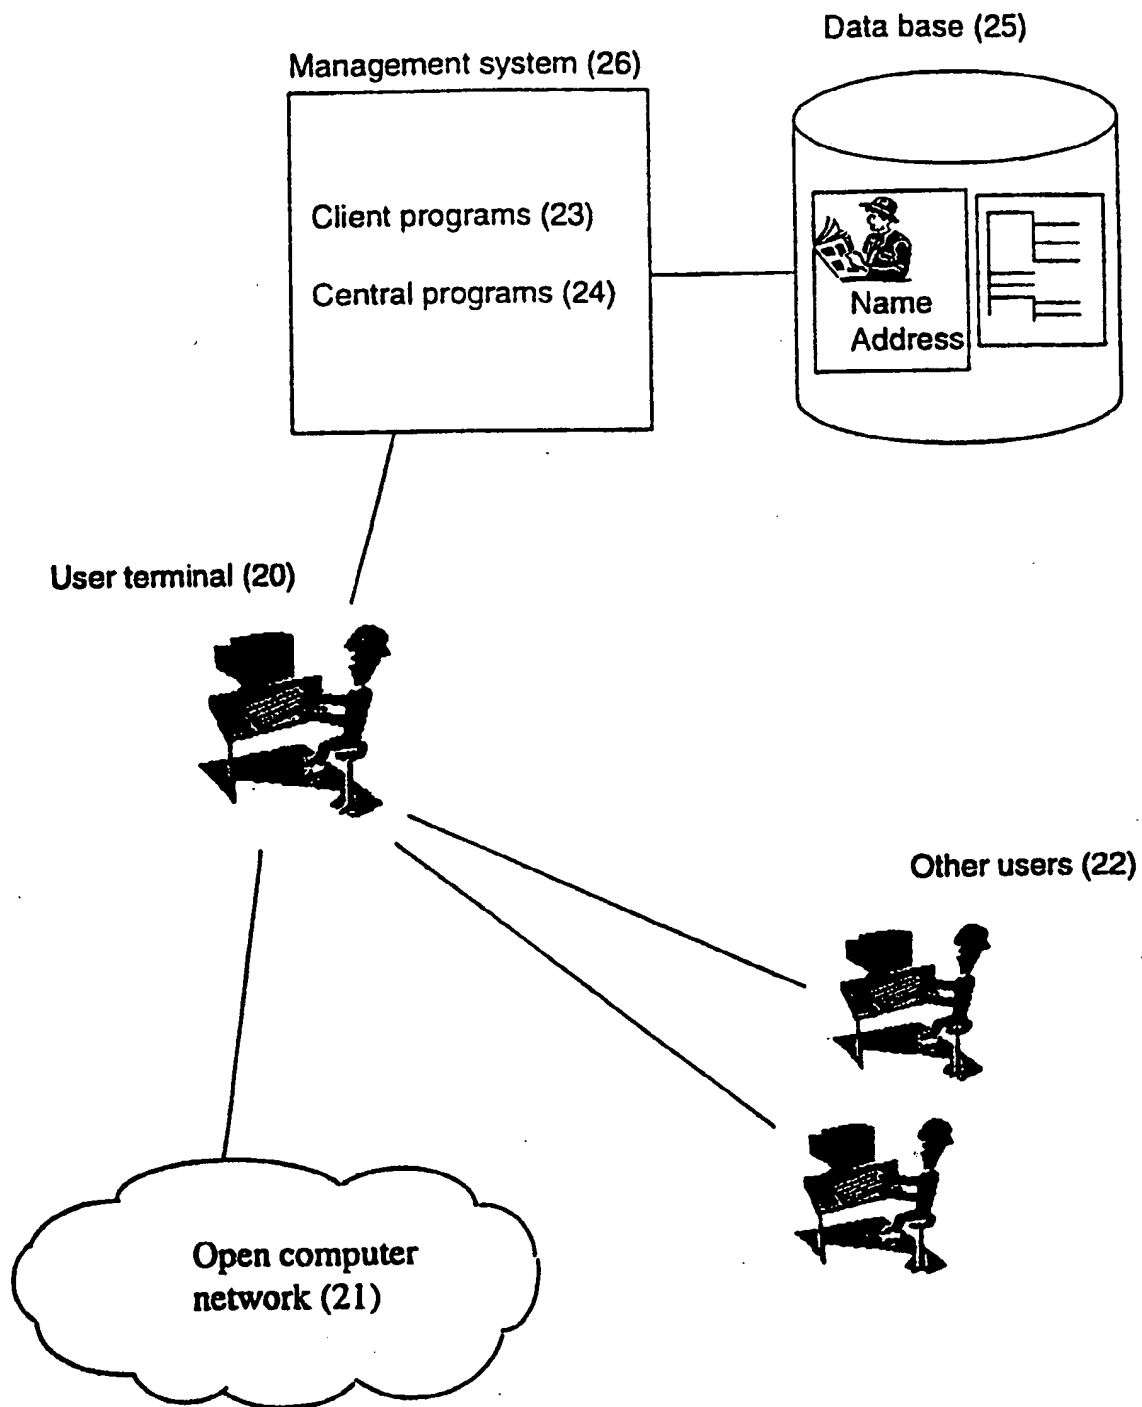 Data base (25)
Management system (26)
Client programs (23)
Central programs (24)
Name
Address
User terminal (20)
Other users (22)
Open computer
network (21)